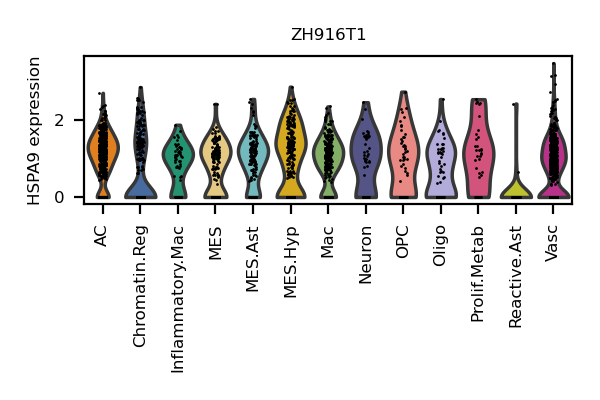 ZH916T1
HSPA9 expression
2
0
AC
Chromatin.Reg
Inflammatory.Mac
MES
MES.Ast
MES.Hyp
Mac
Neuron
OPC
Oligo
Prolif.Metab
Reactive.Ast
Vasc